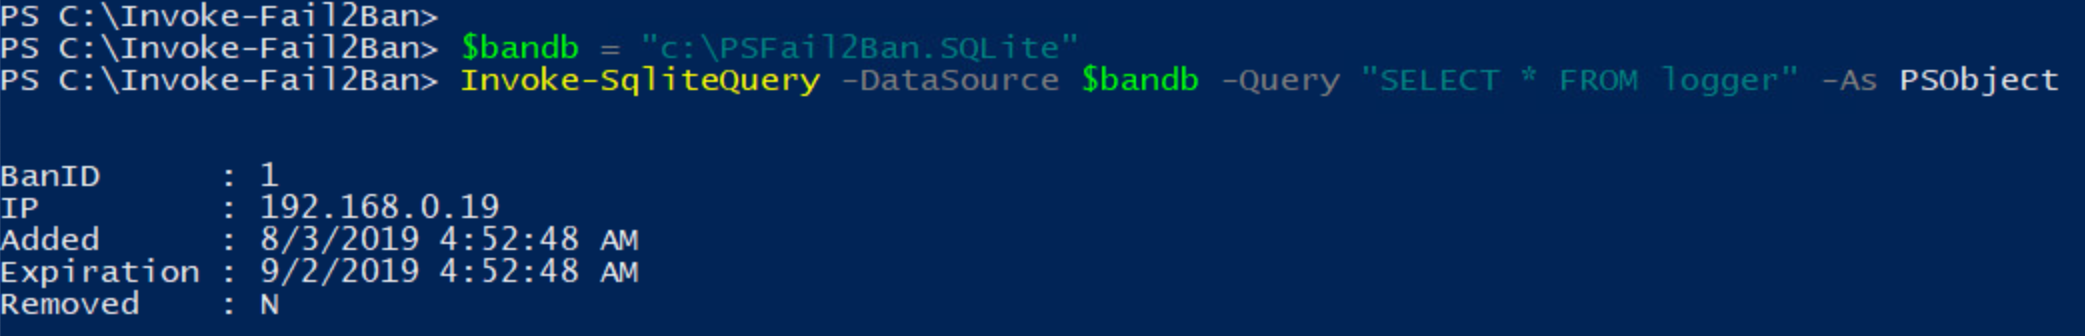 PS C:\Invoke-Fail2Ban>
PS C:\Invoke-Fail2Ban> $bandb = "c:\PSFail2Ban.SQLite"
PS C:\Invoke-Fail2Ban> Invoke-SqliteQuery -DataSource $bandb -Query "SELECT * FROM logger" -As PSObject
BanID      : 1
IP         : 192.168.0.19
Added      : 8/3/2019 4:52:48 AM
Expiration : 9/2/2019 4:52:48 AM
Removed    : N